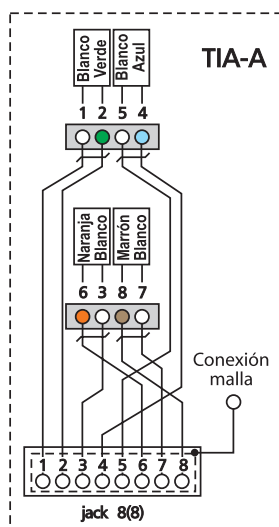 TIA-A
Blanco
Verde
Blanco
Azul
1 2 5 4
Naranja
Blanco
Marrón
Blanco
6 3 8 7
Conexión
malla
1 2 3 4 5 6 7 8
jack 8(8)